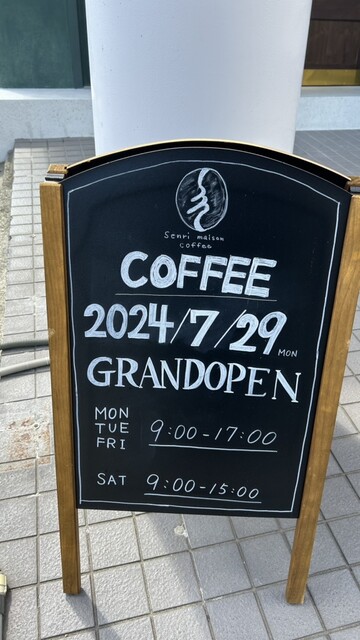 Senri maison
coffee
COFFEE
2024/7/29 MON
GRANDOPEN
MON
TUE 9:00-17:00
FRI
SAT 9:00-15:00